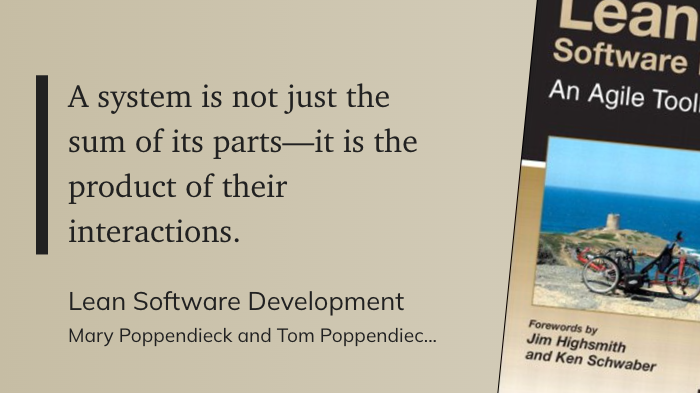 A system is not just the
sum of its parts—it is the
product of their
interactions.
Lean Software Development
Mary Poppendieck and Tom Poppendiec...
Lean
Software
An Agile
Forewords by
Jim Highsmith
and Ken Schwaber